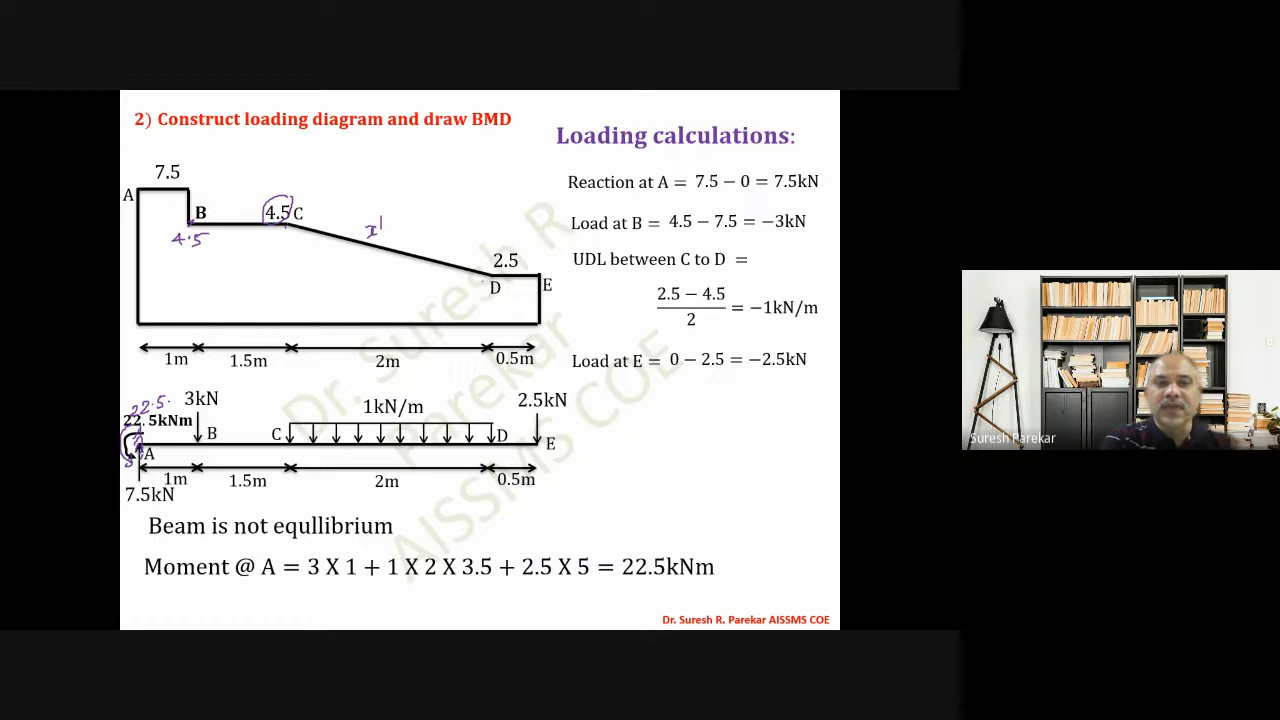 2) Construct loading diagram and draw BMD
Loading calculations:
7.5
A
B
4.5
C
4.5
x¹
2.5
D
E
1m
1.5m
2m
0.5m
Reaction at A = 7.5 − 0 = 7.5kN
Load at B = 4.5 − 7.5 = −3kN
UDL between C to D =
2.5 − 4.5
2
= −1kN/m
Load at E = 0 − 2.5 = −2.5kN
22.5
3kN
22.5kNm
B
C
1kN/m
D
2.5kN
E
A
1m
1.5m
2m
0.5m
7.5kN
Beam is not equllibrium
Moment @ A = 3 X 1 + 1 X 2 X 3.5 + 2.5 X 5 = 22.5kNm
Dr. Suresh R. Parekar AISSMS COE
Dr. Suresh R
Parekar
AISSMS COE
Suresh Parekar